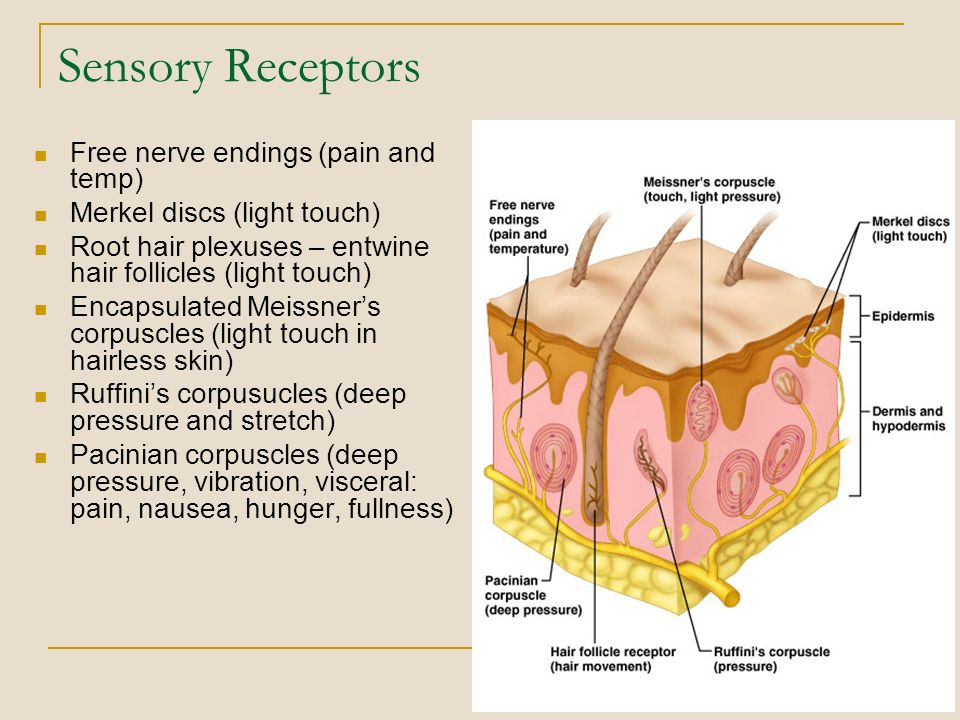 Sensory Receptors
Free nerve endings (pain and
temp)
Merkel discs (light touch)
Root hair plexuses – entwine
hair follicles (light touch)
Encapsulated Meissner’s
corpuscles (light touch in
hairless skin)
Ruffini’s corpusucles (deep
pressure and stretch)
Pacinian corpuscles (deep
pressure, vibration, visceral:
pain, nausea, hunger, fullness)
Meissner's corpuscle
(touch, light pressure)
Free nerve
endings
(pain and
temperature)
Merkel discs
(light touch)
Epidermis
Dermis and
hypodermis
Pacinian
corpuscle
(deep pressure)
Hair follicle receptor
(hair movement)
Ruffini's corpuscle
(pressure)